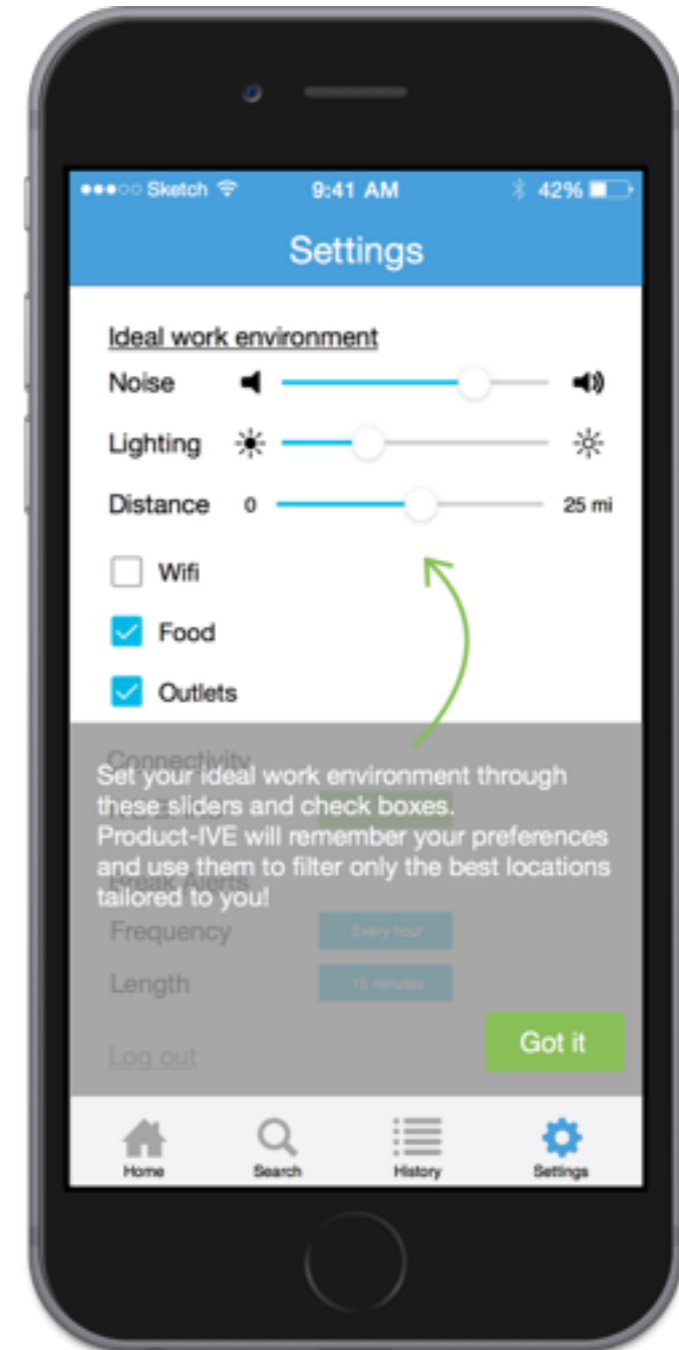 Sketch 9:41 AM 42%
Settings
Ideal work environment
Noise
Lighting
Distance 0 25 mi
Wifi
Food
Outlets
Connectivity
Set your ideal work environment through
these sliders and check boxes.
Product-IVE will remember your preferences
and use them to filter only the best locations
Break Alerts
tailored to you!
Frequency Every hour
Length 15 minutes
Got it
Log out
Home Search History Settings